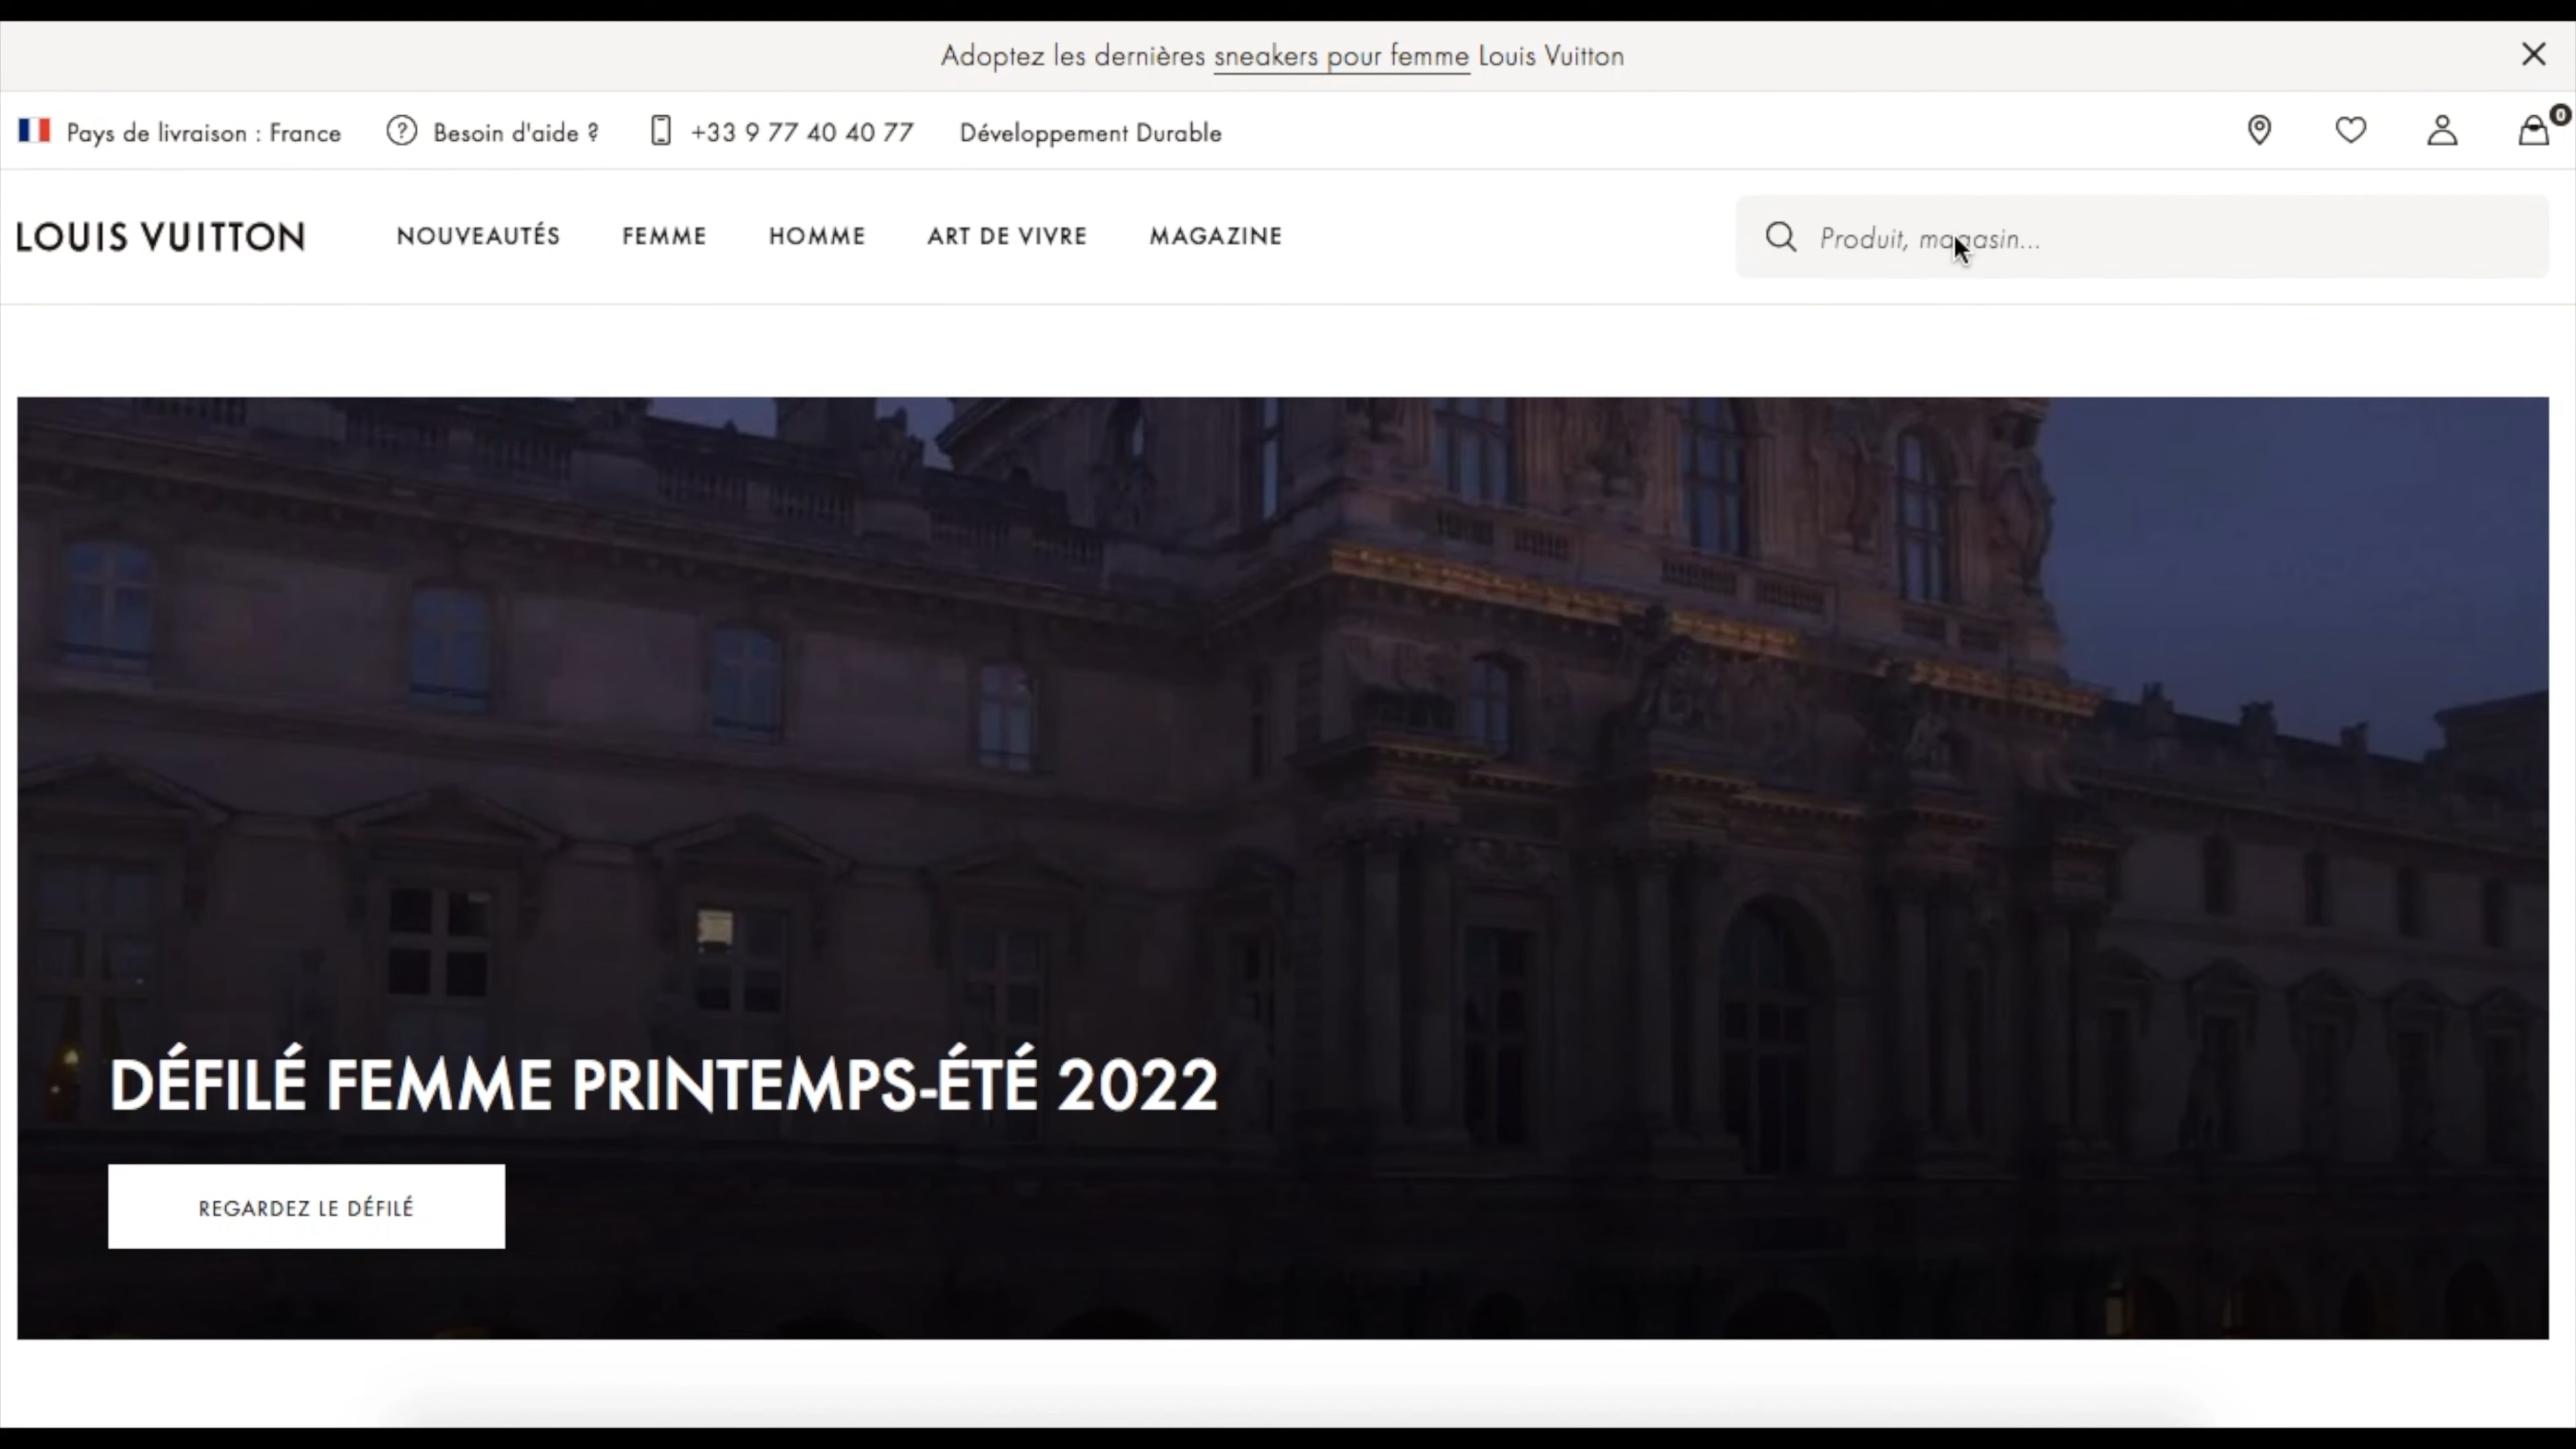 Adoptez les dernières sneakers pour femme Louis Vuitton
Pays de livraison : France
Besoin d'aide ?
+33 9 77 40 40 77
Développement Durable
0
LOUIS VUITTON
NOUVEAUTÉS
FEMME
HOMME
ART DE VIVRE
MAGAZINE
Produit, magasin...
DÉFILÉ FEMME PRINTEMPS-ÉTÉ 2022
REGARDEZ LE DÉFILÉ